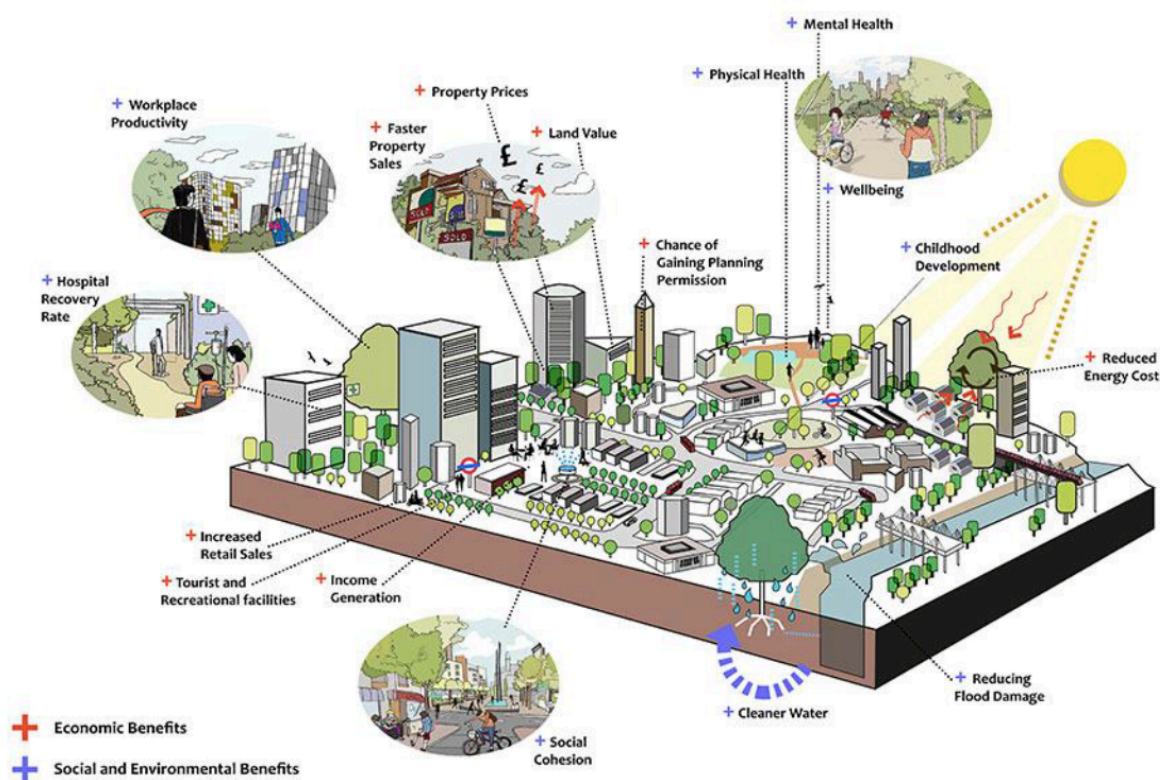 + Mental Health
+ Physical Health
+ Property Prices
+ Workplace
Productivity
+ Faster
Property
Sales
+ Land Value
£
£
£
SOLD
SOLD
+ Wellbeing
+ Chance of
Gaining Planning
Permission
+ Childhood
Development
+ Hospital
Recovery
Rate
+ Reduced
Energy Cost
+ Increased
Retail Sales
+ Tourist and
Recreational facilities
+ Income
Generation
+ Reducing
Flood Damage
+ Cleaner Water
+ Social
Cohesion
+ Economic Benefits
+ Social and Environmental Benefits